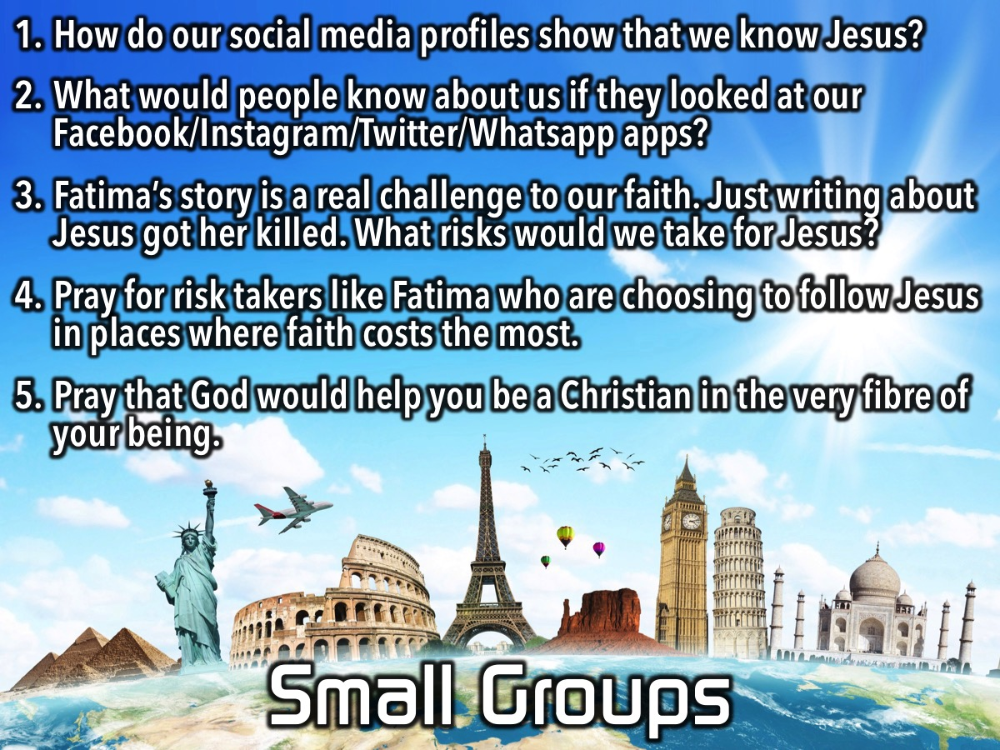 1. How do our social media profiles show that we know Jesus?
2. What would people know about us if they looked at our
Facebook/Instagram/Twitter/Whatsapp apps?
3. Fatima’s story is a real challenge to our faith. Just writing about
Jesus got her killed. What risks would we take for Jesus?
4. Pray for risk takers like Fatima who are choosing to follow Jesus
in places where faith costs the most.
5. Pray that God would help you be a Christian in the very fibre of
your being.
Small Groups